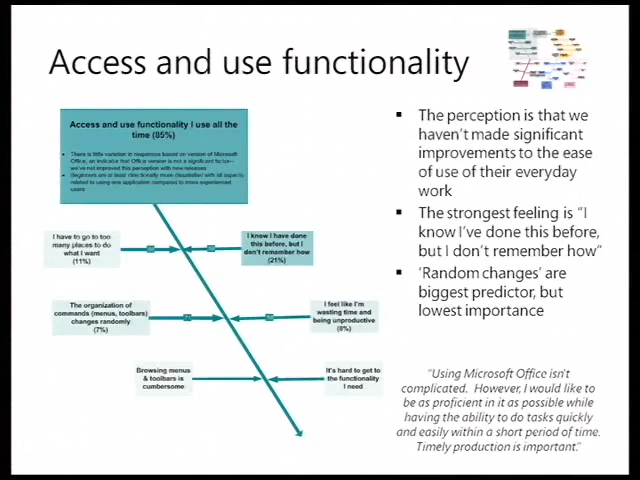 Access and use functionality
Access and use functionality I use all the
time (85%)
• There is little variation in responses based on version of Microsoft
Office, an indicator that Office version is not a significant factor—
we've not improved this perception with new releases
• Beginners are at least directionally more dissatisfied with all aspects
related to using one application compared to more experienced
users
I have to go to too
many places to do
what I want
(11%)
I know I have done
this before, but I
don't remember how
(21%)
The organization of
commands (menus, toolbars)
changes randomly
(7%)
I feel like I'm
wasting time and
being unproductive
(8%)
Browsing menus
& toolbars is
cumbersome
It's hard to get to
the functionality
I need
▪ The perception is that we
haven't made significant
improvements to the ease
of use of their everyday
work
▪ The strongest feeling is "I
know I've done this before,
but I don't remember how"
▪ 'Random changes' are
biggest predictor, but
lowest importance
"Using Microsoft Office isn't
complicated. However, I would like to
be as proficient in it as possible while
having the ability to do tasks quickly
and easily within a short period of time.
Timely production is important."